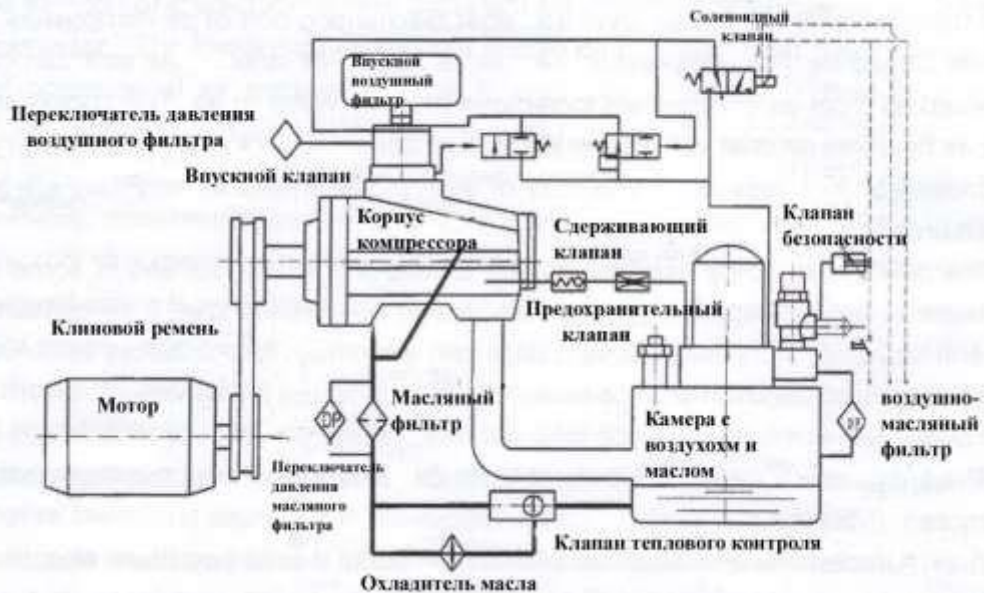 Соленоидный
клапан
Впускной
воздушный
фильтр
Переключатель давления
воздушного фильтра
Впускной клапан
Корпус
компрессора
Сдерживающий
клапан
Клапан
безопасности
Предохранительный
клапан
Клиновой ремень
Мотор
Масляный
фильтр
Камера с
воздухохм и
маслом
воздушно-
масляный
фильтр
Переключатель
давления
масляного
фильтра
Клапан теплового контроля
Охладитель масла